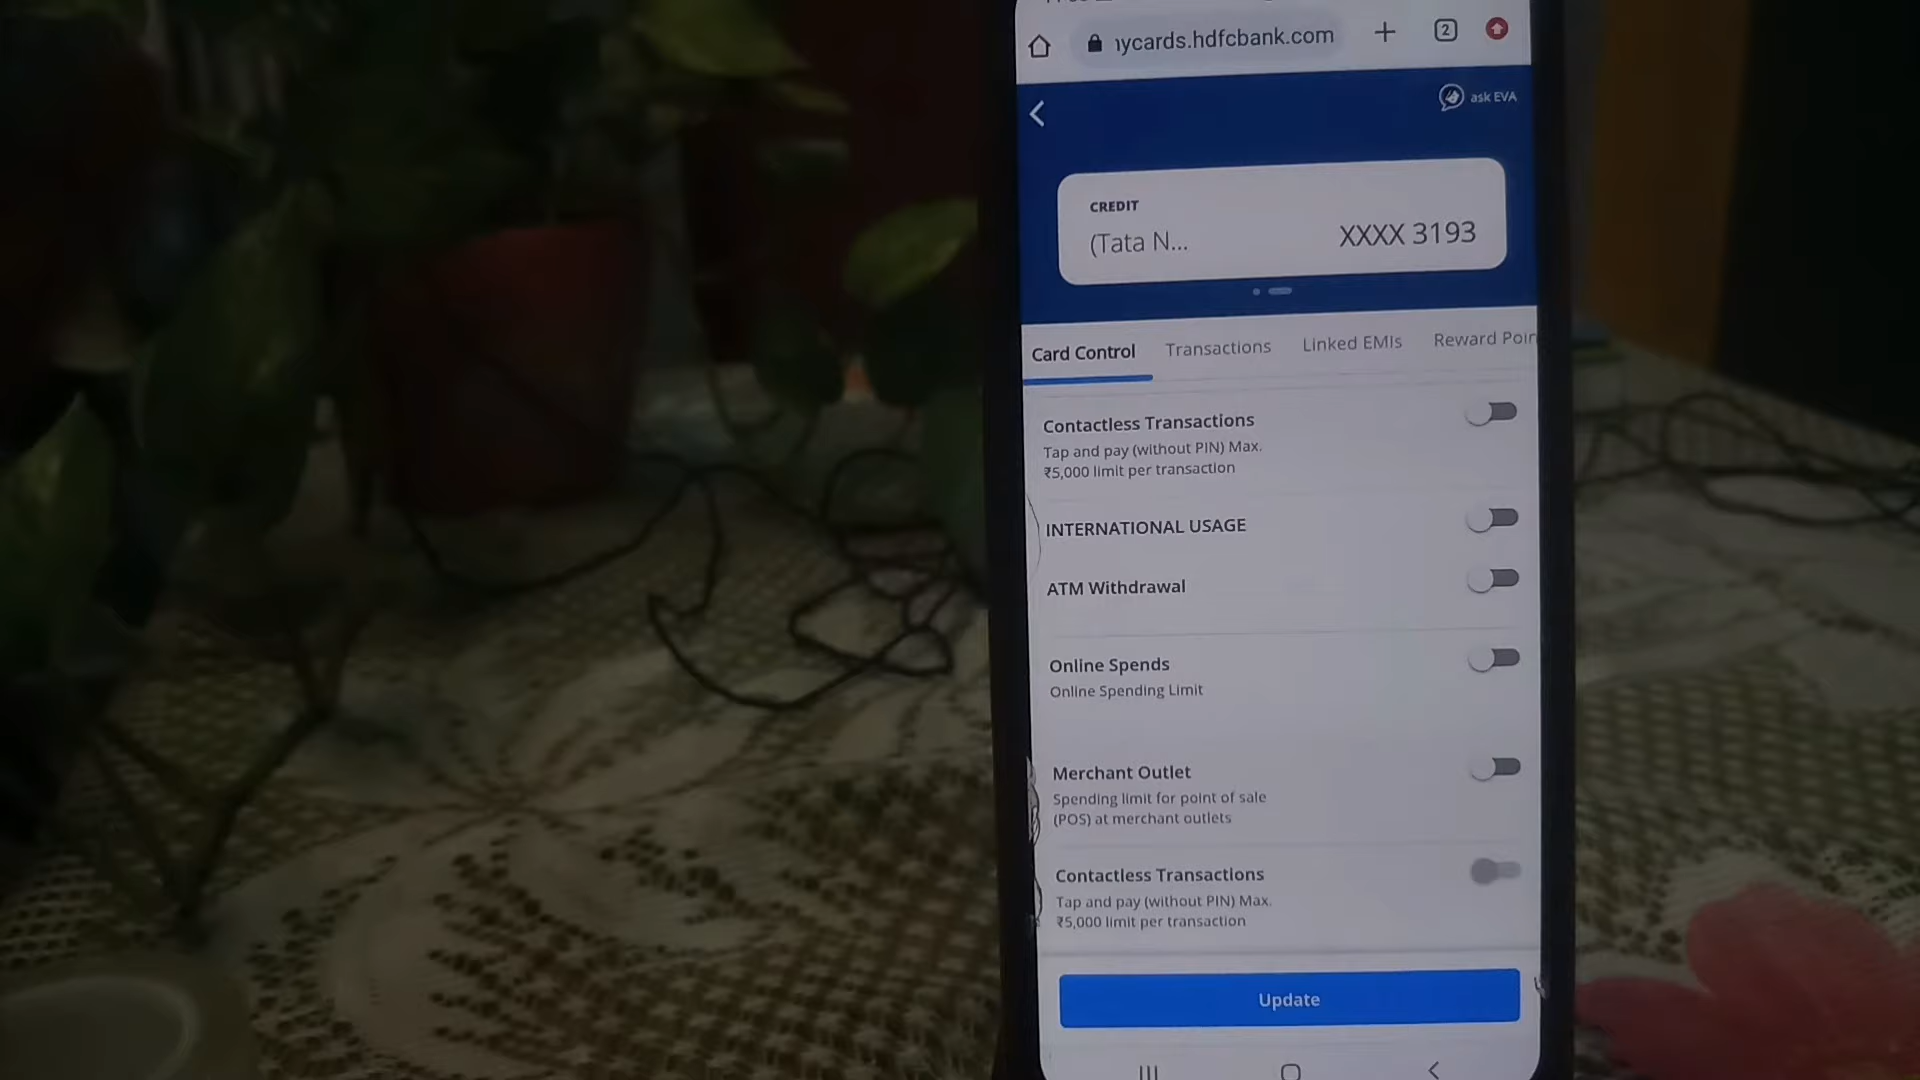 ycards.hdfcbank.com
2
ask EVA
CREDIT
(Tata N...
XXXX 3193
Card Control
Transactions
Linked EMIs
Reward Poin
Contactless Transactions
Tap and pay (without PIN) Max.
₹5,000 limit per transaction
INTERNATIONAL USAGE
ATM Withdrawal
Online Spends
Online Spending Limit
Merchant Outlet
Spending limit for point of sale
(POS) at merchant outlets
Contactless Transactions
Tap and pay (without PIN) Max.
₹5,000 limit per transaction
Update